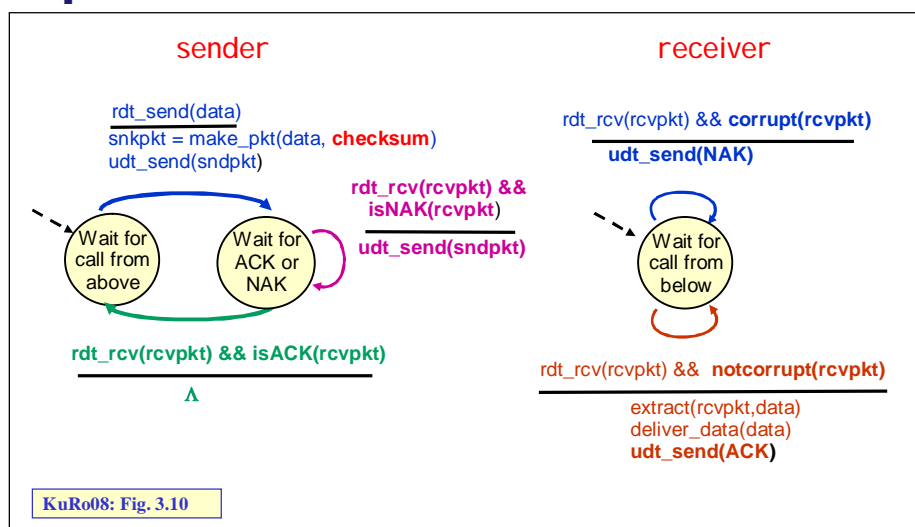 sender
rdt_send(data)
snkpkt = make_pkt(data, checksum)
udt_send(sndpkt)
rdt_rcv(rcvpkt) &&
isNAK(rcvpkt)
udt_send(sndpkt)
Wait for
call from
above
Wait for
ACK or
NAK
rdt_rcv(rcvpkt) && isACK(rcvpkt)
Λ
receiver
rdt_rcv(rcvpkt) && corrupt(rcvpkt)
udt_send(NAK)
Wait for
call from
below
rdt_rcv(rcvpkt) && notcorrupt(rcvpkt)
extract(rcvpkt,data)
deliver_data(data)
udt_send(ACK)
KuRo08: Fig. 3.10